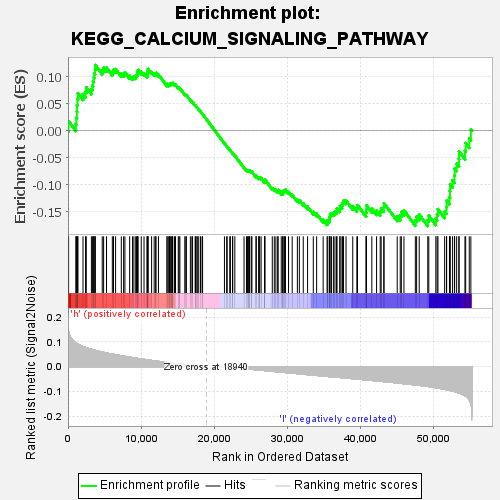 Enrichment plot:
KEGG_CALCIUM_SIGNALING_PATHWAY
Enrichment score (ES)
0.10
0.05
0.00
-0.05
-0.10
-0.15
Ranked list metric (Signal2Noise)
'h' (positively correlated)
0.2
0.1
0.0
-0.1
-0.2
Zero cross at 18940
'l' (negatively correlated)
0
10,000
20,000
30,000
40,000
50,000
Rank in Ordered Dataset
Enrichment profile
Hits
Ranking metric scores